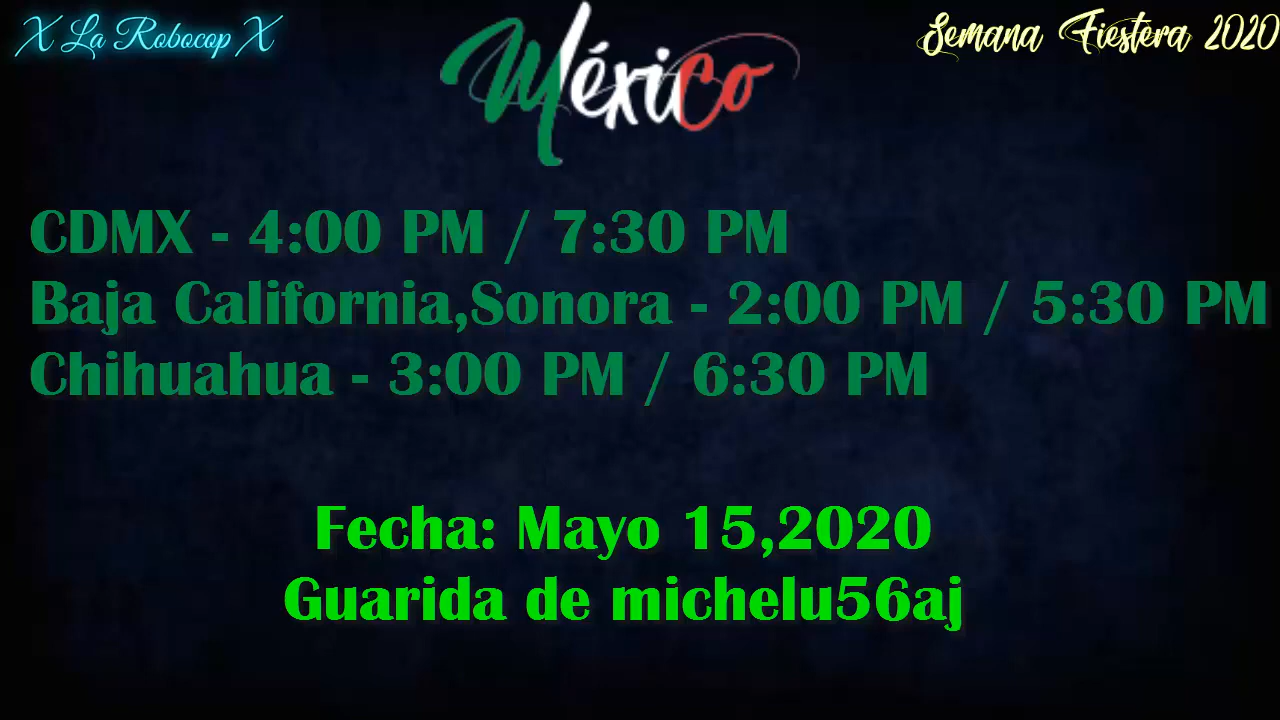 X La Robocop X
México
Semana Fiestera 2020
CDMX - 4:00 PM / 7:30 PM
Baja California,Sonora - 2:00 PM / 5:30 PM
Chihuahua - 3:00 PM / 6:30 PM
Fecha: Mayo 15,2020
Guarida de michelu56aj